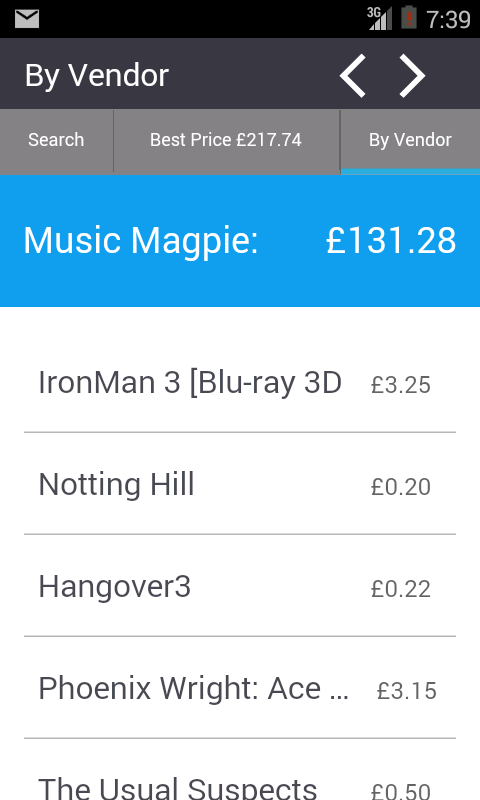 3G 7:39
By Vendor
Search Best Price £217.74 By Vendor
Music Magpie: £131.28
IronMan 3 [Blu-ray 3D £3.25
Notting Hill £0.20
Hangover3 £0.22
Phoenix Wright: Ace ... £3.15
The Usual Suspects £0.50